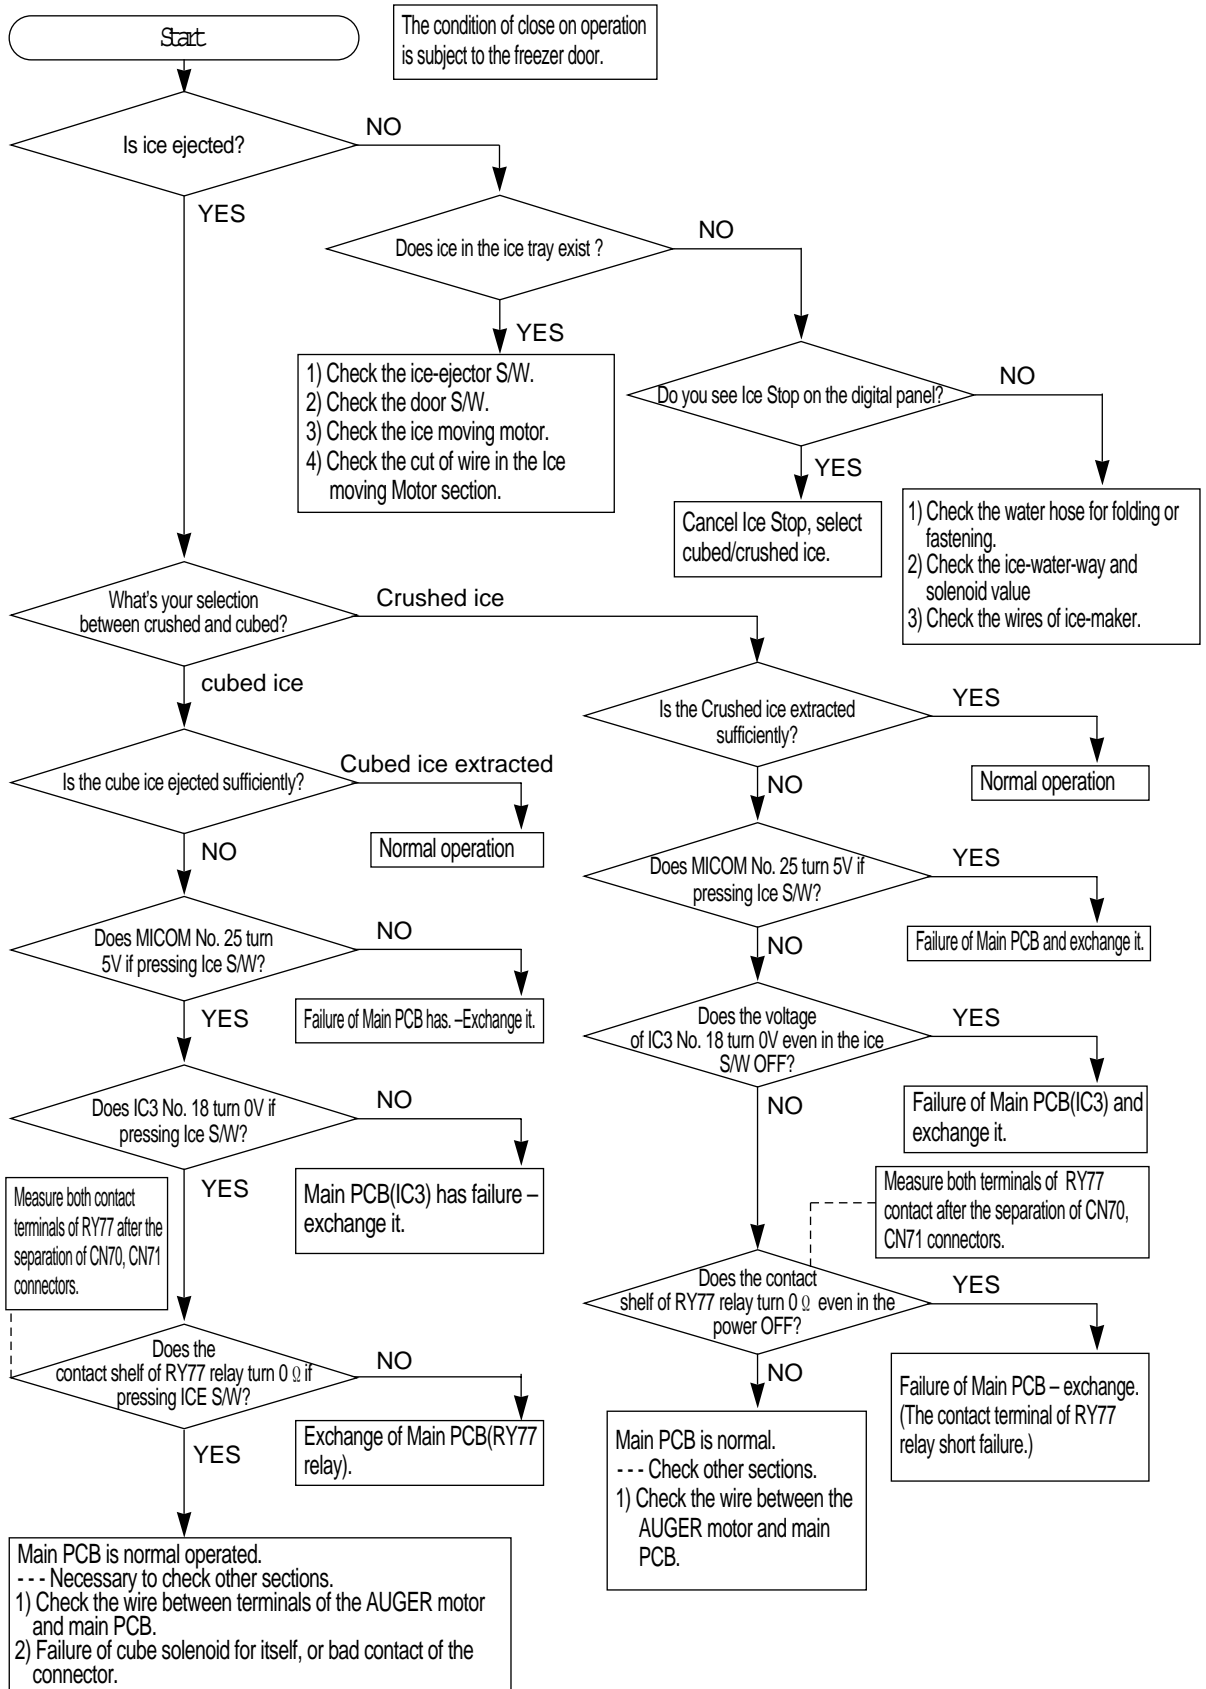 Start
The condition of close on operation
is subject to the freezer door.
Is ice ejected?
NO
YES
Does ice in the ice tray exist ?
NO
YES
1) Check the ice-ejector S/W.
2) Check the door S/W.
3) Check the ice moving motor.
4) Check the cut of wire in the Ice
moving Motor section.
Do you see Ice Stop on the digital panel?
NO
YES
Cancel Ice Stop, select
cubed/crushed ice.
1) Check the water hose for folding or
fastening.
2) Check the ice-water-way and
solenoid value
3) Check the wires of ice-maker.
What's your selection
between crushed and cubed?
Crushed ice
cubed ice
Is the cube ice ejected sufficiently?
Cubed ice extracted
Normal operation
NO
Does MICOM No. 25 turn
5V if pressing Ice S/W?
NO
Failure of Main PCB has. –Exchange it.
YES
Does IC3 No. 18 turn 0V if
pressing Ice S/W?
NO
Main PCB(IC3) has failure –
exchange it.
YES
Measure both contact
terminals of RY77 after the
separation of CN70, CN71
connectors.
Does the
contact shelf of RY77 relay turn 0 Ω if
pressing ICE S/W?
NO
Exchange of Main PCB(RY77
relay).
YES
Main PCB is normal operated.
- - - Necessary to check other sections.
1) Check the wire between terminals of the AUGER motor
and main PCB.
2) Failure of cube solenoid for itself, or bad contact of the
connector.
Is the Crushed ice extracted
sufficiently?
YES
Normal operation
NO
Does MICOM No. 25 turn 5V if
pressing Ice S/W?
YES
Failure of Main PCB and exchange it.
NO
Does the voltage
of IC3 No. 18 turn 0V even in the ice
S/W OFF?
YES
Failure of Main PCB(IC3) and
exchange it.
NO
Measure both terminals of RY77
contact after the separation of CN70,
CN71 connectors.
Does the contact
shelf of RY77 relay turn 0 Ω even in the
power OFF?
YES
Failure of Main PCB – exchange.
(The contact terminal of RY77
relay short failure.)
NO
Main PCB is normal.
- - - Check other sections.
1) Check the wire between the
AUGER motor and main
PCB.